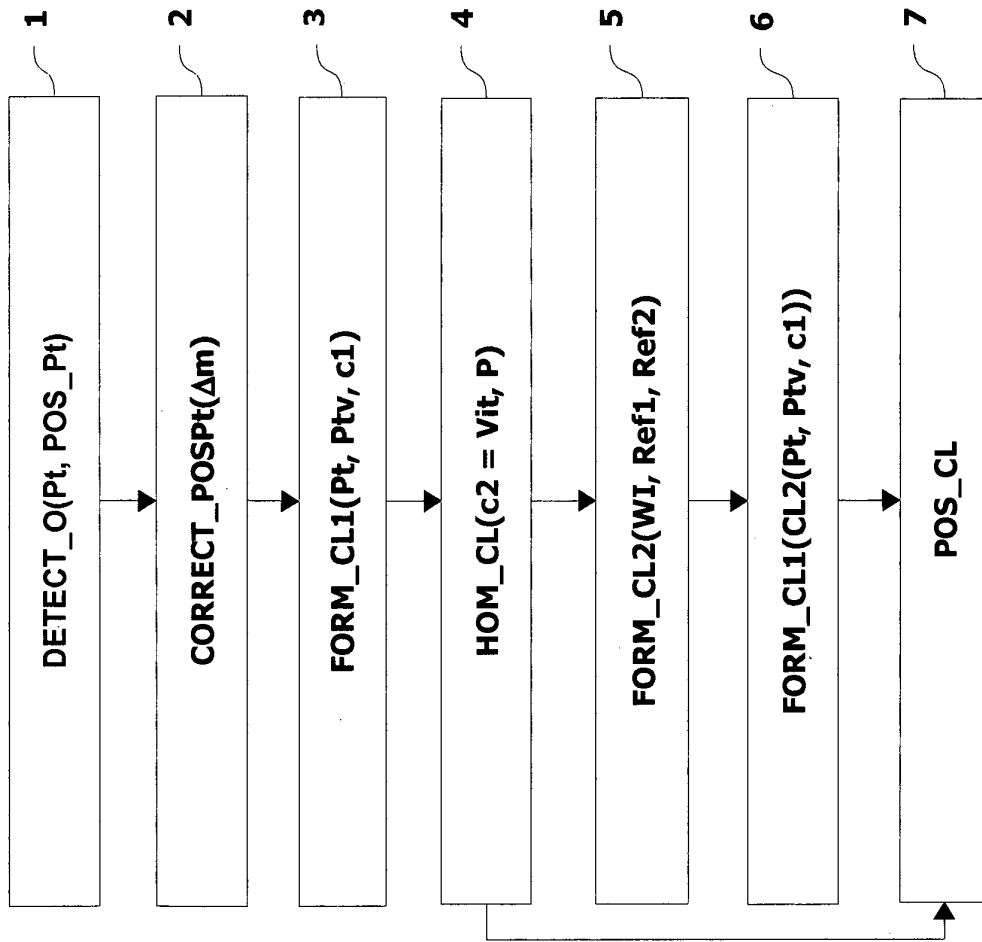 DETECT_O(Pt, POS_Pt)
1
CORRECT_POSPt(Δm)
2
FORM_CL1(Pt, Ptv, c1)
3
HOM_CL(c2 = Vit, P)
4
FORM_CL2(WI, Ref1, Ref2)
5
FORM_CL1(CL2(Pt, Ptv, c1))
6
POS_CL
7